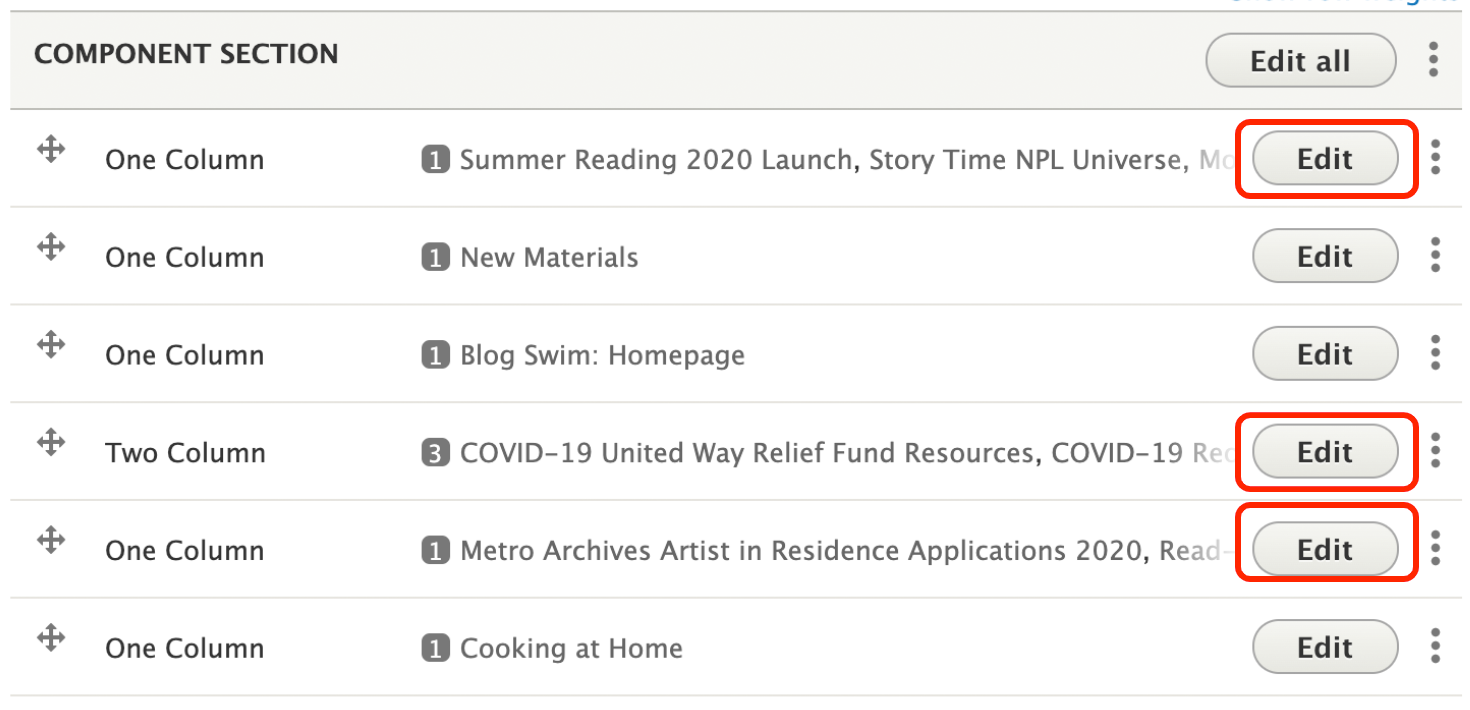 COMPONENT SECTION Edit all
One Column 1 Summer Reading 2020 Launch, Story Time NPL Universe, Edit
One Column 1 New Materials Edit
One Column 1 Blog Swim: Homepage Edit
Two Column 3 COVID-19 United Way Relief Fund Resources, COVID-19 Edit
One Column 1 Metro Archives Artist in Residence Applications 2020, Read- Edit
One Column 1 Cooking at Home Edit